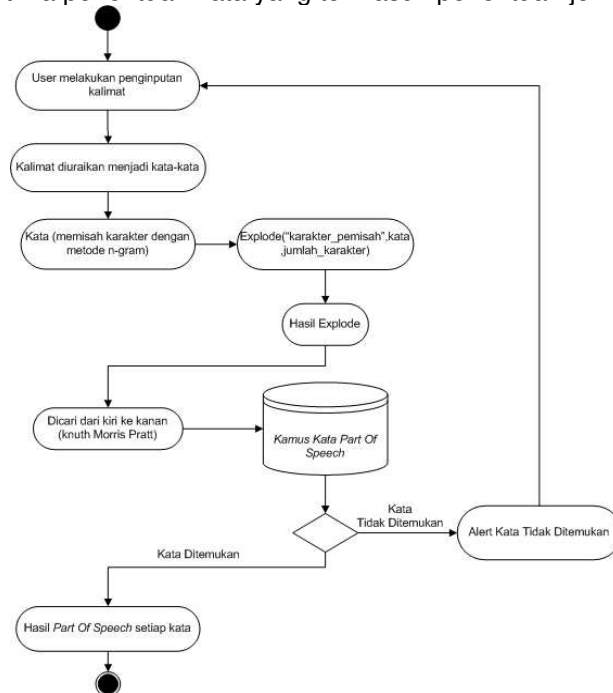 User melakukan penginputan
kalimat
Kalimat diuraikan menjadi kata-kata
Kata (memisah karakter dengan
metode n-gram)
Explode("karakter_pemisah",kata
,jumlah_karakter)
Hasil Explode
Dicari dari kiri ke kanan
(knuth Morris Pratt)
Kamus Kata Part Of
Speech
Kata
Tidak Ditemukan
Alert Kata Tidak Ditemukan
Kata Ditemukan
Hasil Part Of Speech setiap kata